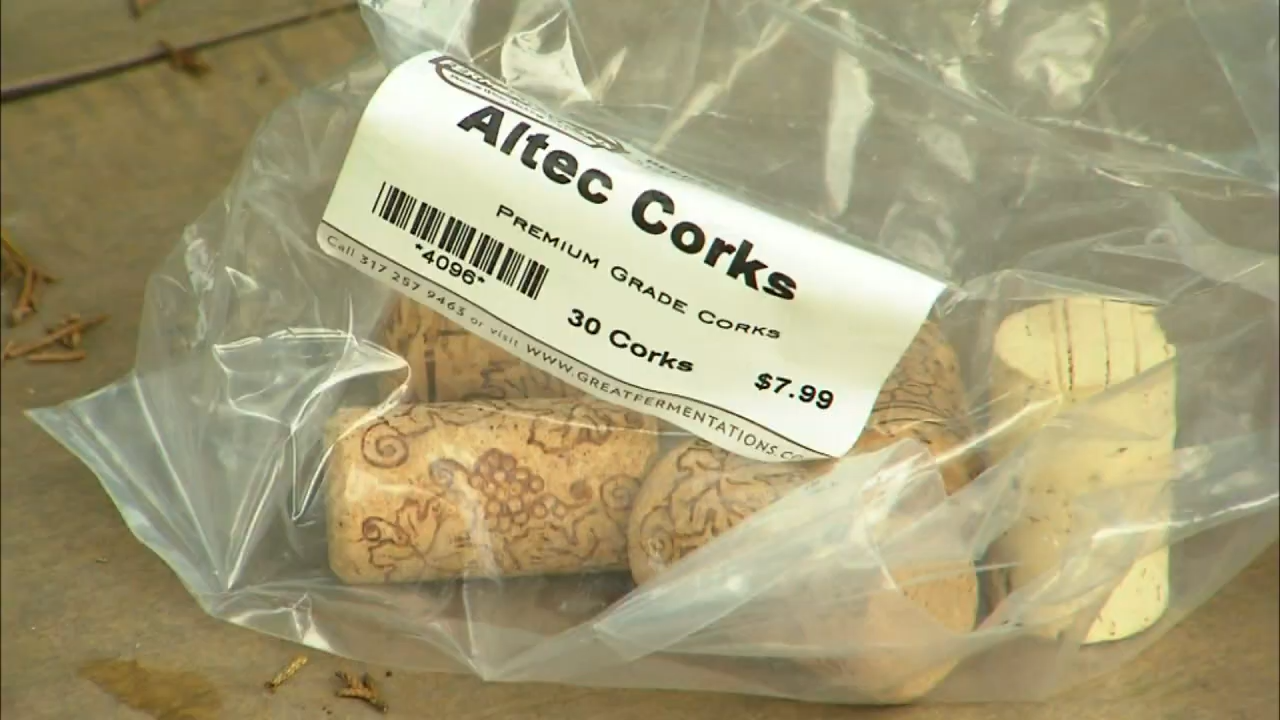 Altec Corks
PREMIUM GRADE CORKS
*4096*
30 Corks
$7.99
Call 317 257 9463 or visit WWW.GREATFERMENTATIONS.CO